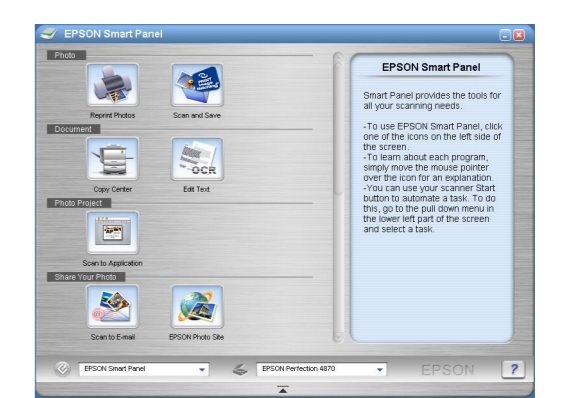 EPSON Smart Panel
Photo
Reprint Photos
Scan and Save
Document
OCR
Copy Center
Edit Text
Photo Project
Scan to Application
Share Your Photo
Scan to E-mail
EPSON Photo Site
EPSON Smart Panel
Smart Panel provides the tools for
all your scanning needs.
-To use EPSON Smart Panel, click
one of the icons on the left side of
the screen.
-To learn about each program,
simply move the mouse pointer
over the icon for an explanation.
-You can use your scanner Start
button to automate a task. To do
this, go to the pull down menu in
the lower left part of the screen
and select a task.
EPSON Smart Panel
EPSON Perfection 4870
EPSON
?